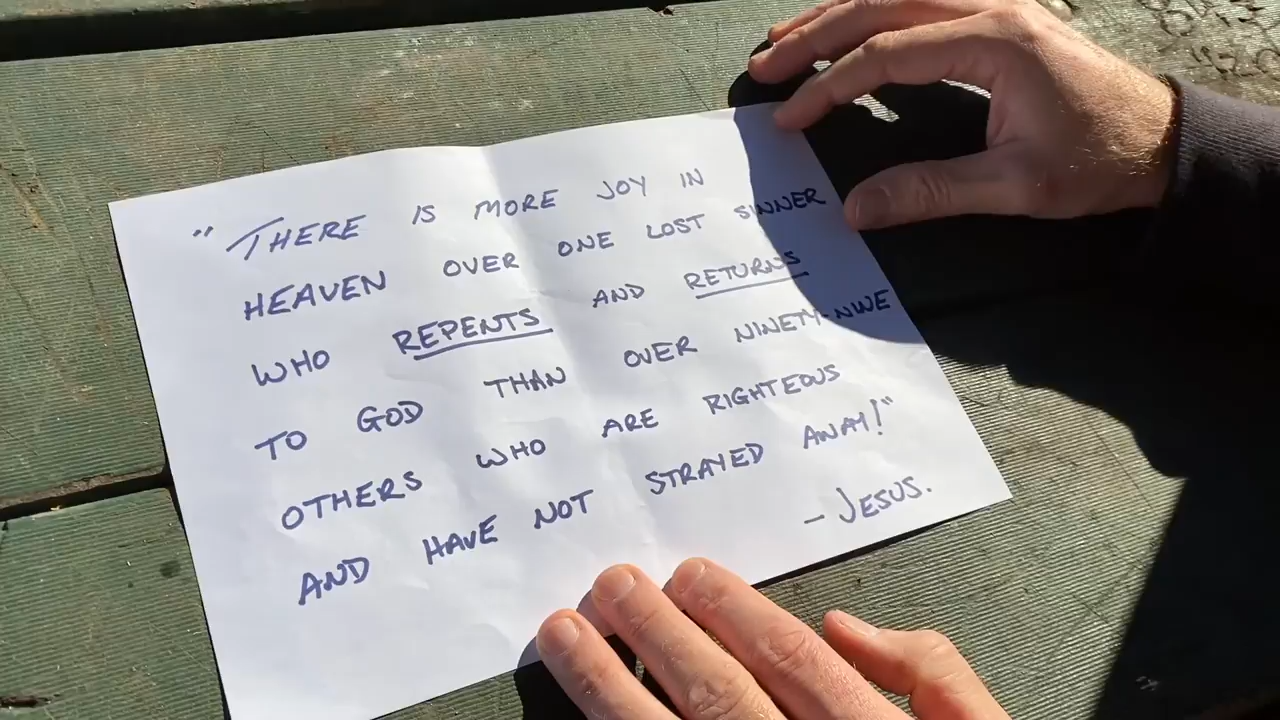 "THERE IS MORE JOY IN
HEAVEN OVER ONE LOST SINNER
WHO REPENTS AND RETURNS
TO GOD THAN OVER NINETY-NINE
OTHERS WHO ARE RIGHTEOUS
AND HAVE NOT STRAYED AWAY!"
- JESUS.